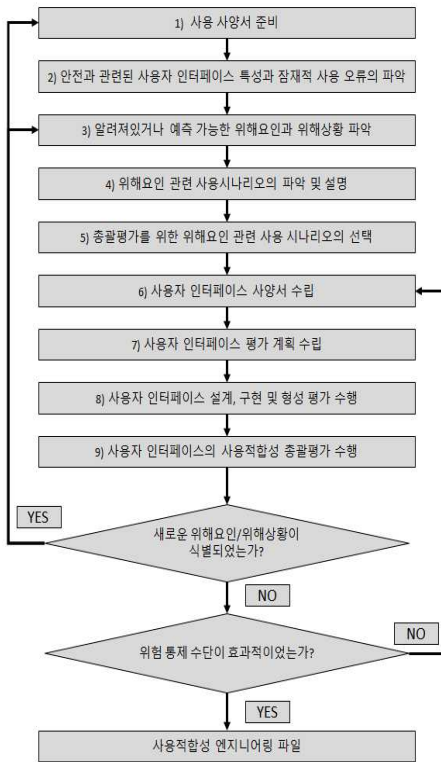 1) 사용 사양서 준비
2) 안전과 관련된 사용자 인터페이스 특성과 잠재적 사용 오류의 파악
3) 알려져있거나 예측 가능한 위해요인과 위해상황 파악
4) 위해요인 관련 사용시나리오의 파악 및 설명
5) 총괄평가를 위한 위해요인 관련 사용 시나리오의 선택
6) 사용자 인터페이스 사양서 수립
7) 사용자 인터페이스 평가 계획 수립
8) 사용자 인터페이스 설계, 구현 및 형성 평가 수행
9) 사용자 인터페이스의 사용적합성 총괄평가 수행
YES
새로운 위해요인/위해상황이
식별되었는가?
NO
위험 통제 수단이 효과적이었는가?
NO
YES
사용적합성 엔지니어링 파일